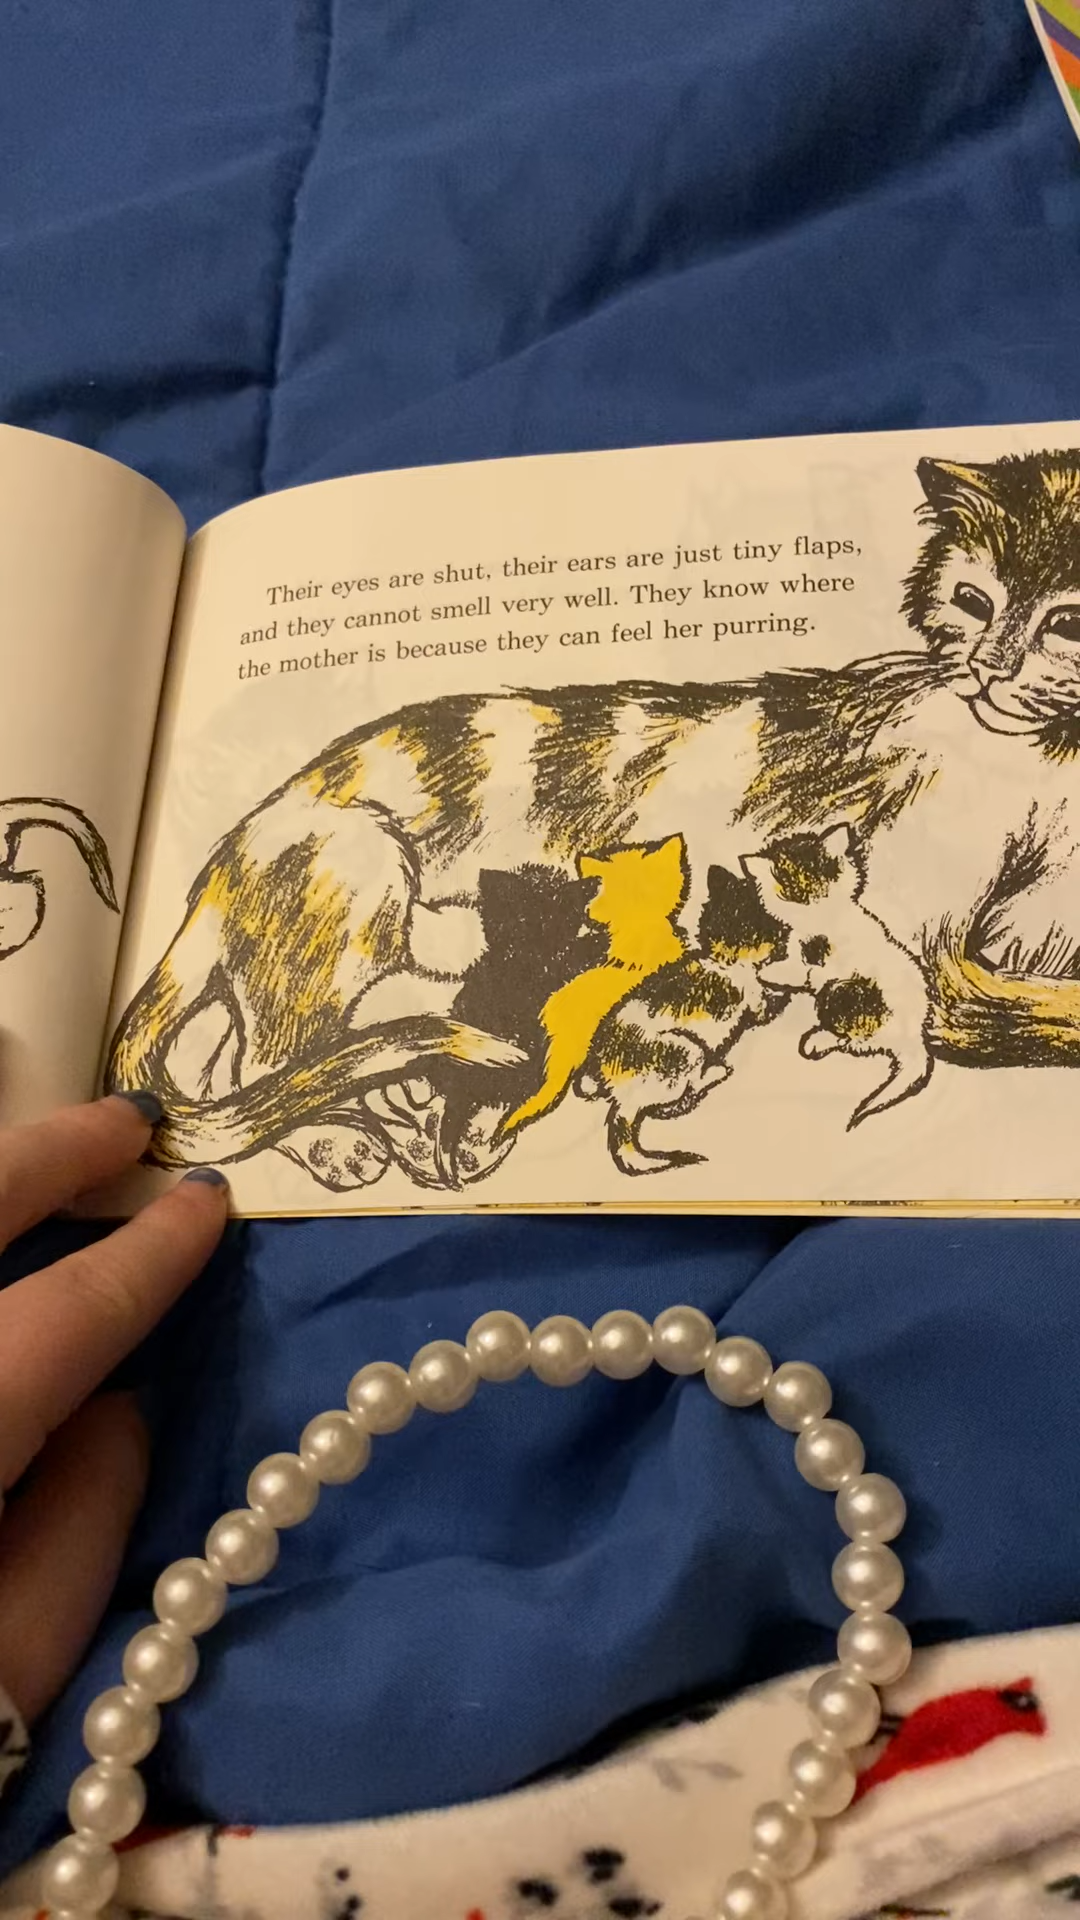 Their eyes are shut, their ears are just tiny flaps,
and they cannot smell very well. They know where
the mother is because they can feel her purring.